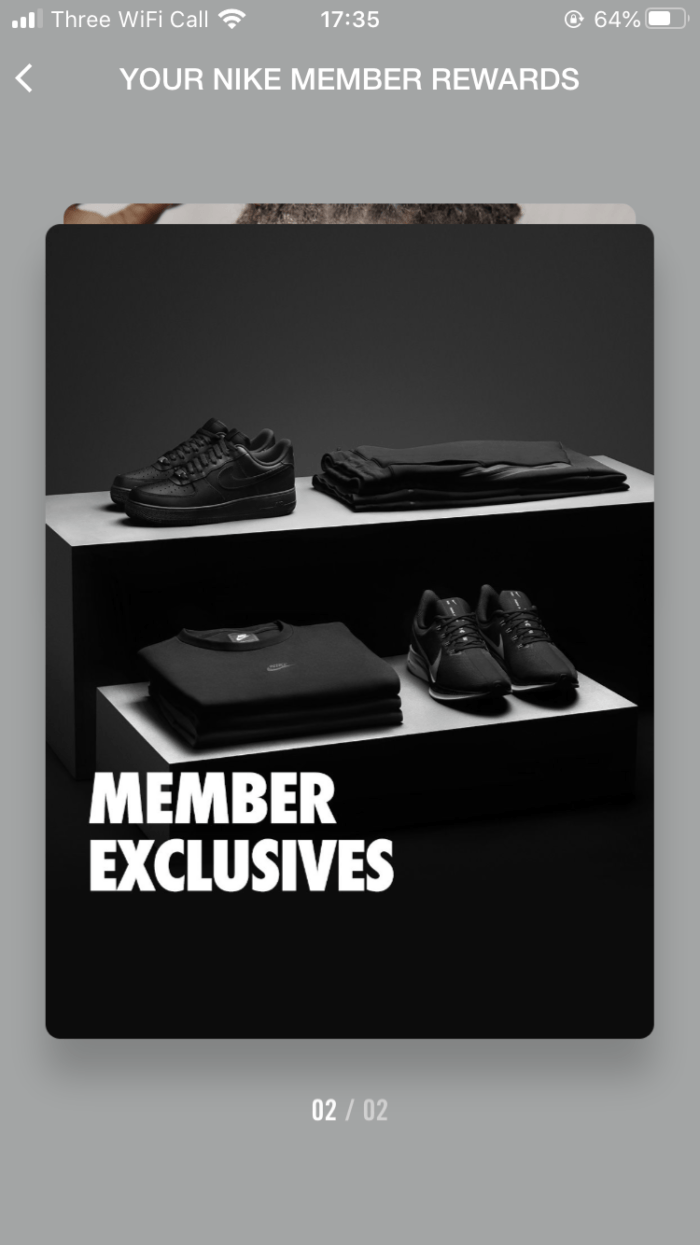 Three WiFi Call 17:35 64%
YOUR NIKE MEMBER REWARDS
MEMBER
EXCLUSIVES
02 / 02